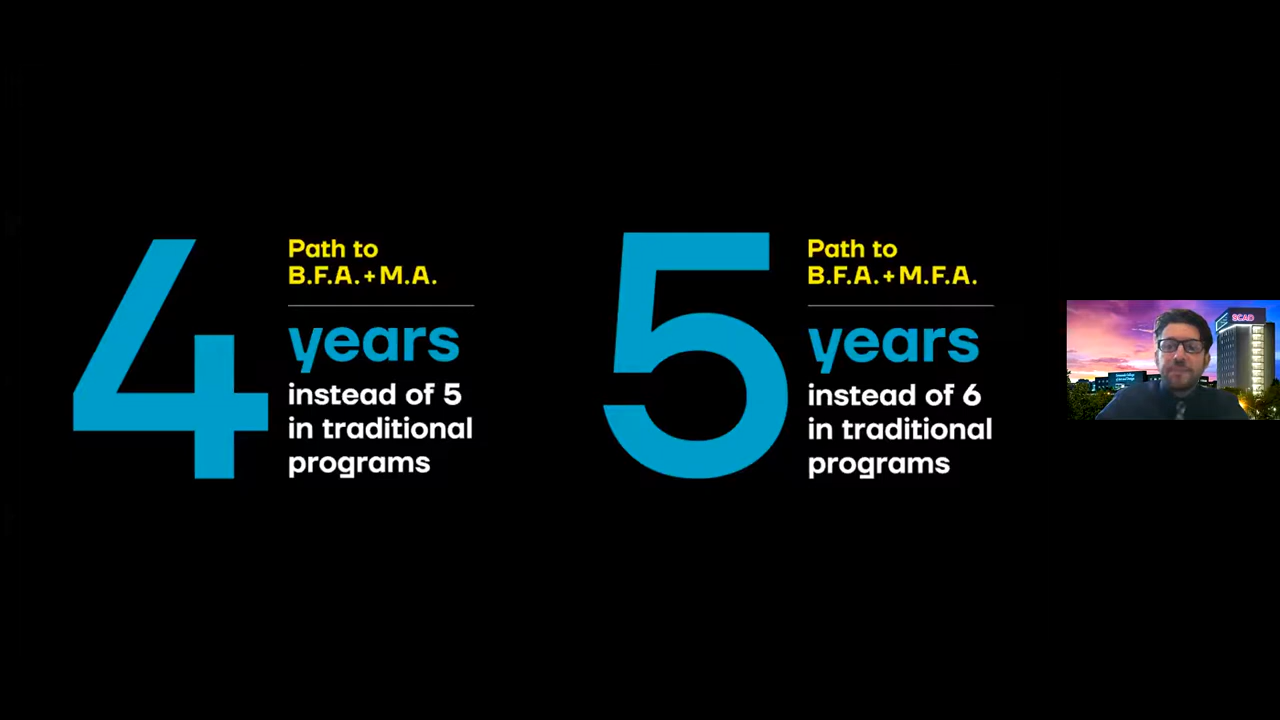 4
Path to
B.F.A.+M.A.
years
instead of 5
in traditional
programs
5
Path to
B.F.A.+M.F.A.
years
instead of 6
in traditional
programs
SCAD